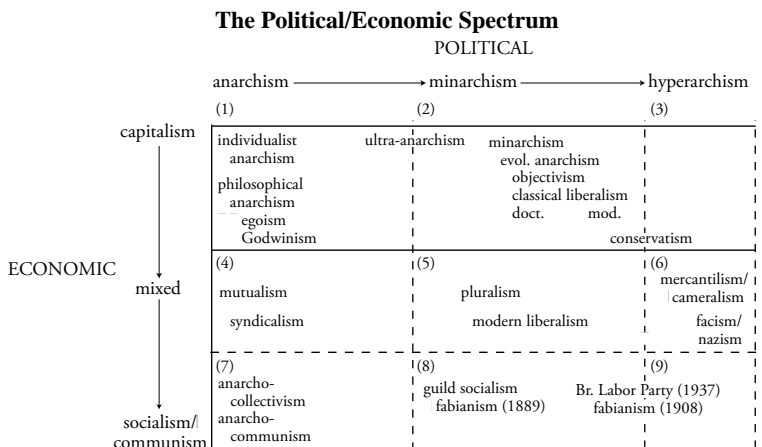 The Political/Economic Spectrum
POLITICAL
anarchism minarchism hyperarchism
(1) (2) (3)
capitalism
individualist
anarchism
philosophical
anarchism
egoism
Godwinism
ultra-anarchism
minarchism
evol. anarchism
objectivism
classical liberalism
doct. mod.
conservatism
ECONOMIC
mixed
(4) (5) (6)
mutualism
syndicalism
pluralism
modern liberalism
mercantilism/
cameralism
facism/
nazism
(7) (8) (9)
socialism/
communism
anarcho-
collectivism
anarcho-
communism
guild socialism
fabianism (1889)
Br. Labor Party (1937)
fabianism (1908)